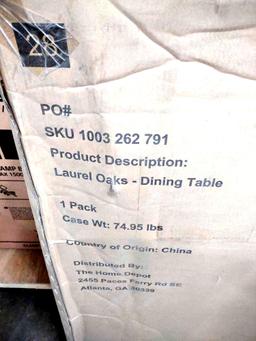 28
PO#
SKU 1003 262 791
Product Description:
Laurel Oaks - Dining Table
1 Pack
Case Wt: 74.95 lbs
Country of Origin: China
Distributed By:
The Home Depot
2455 Paces Ferry Rd SE
Atlanta, GA 30339